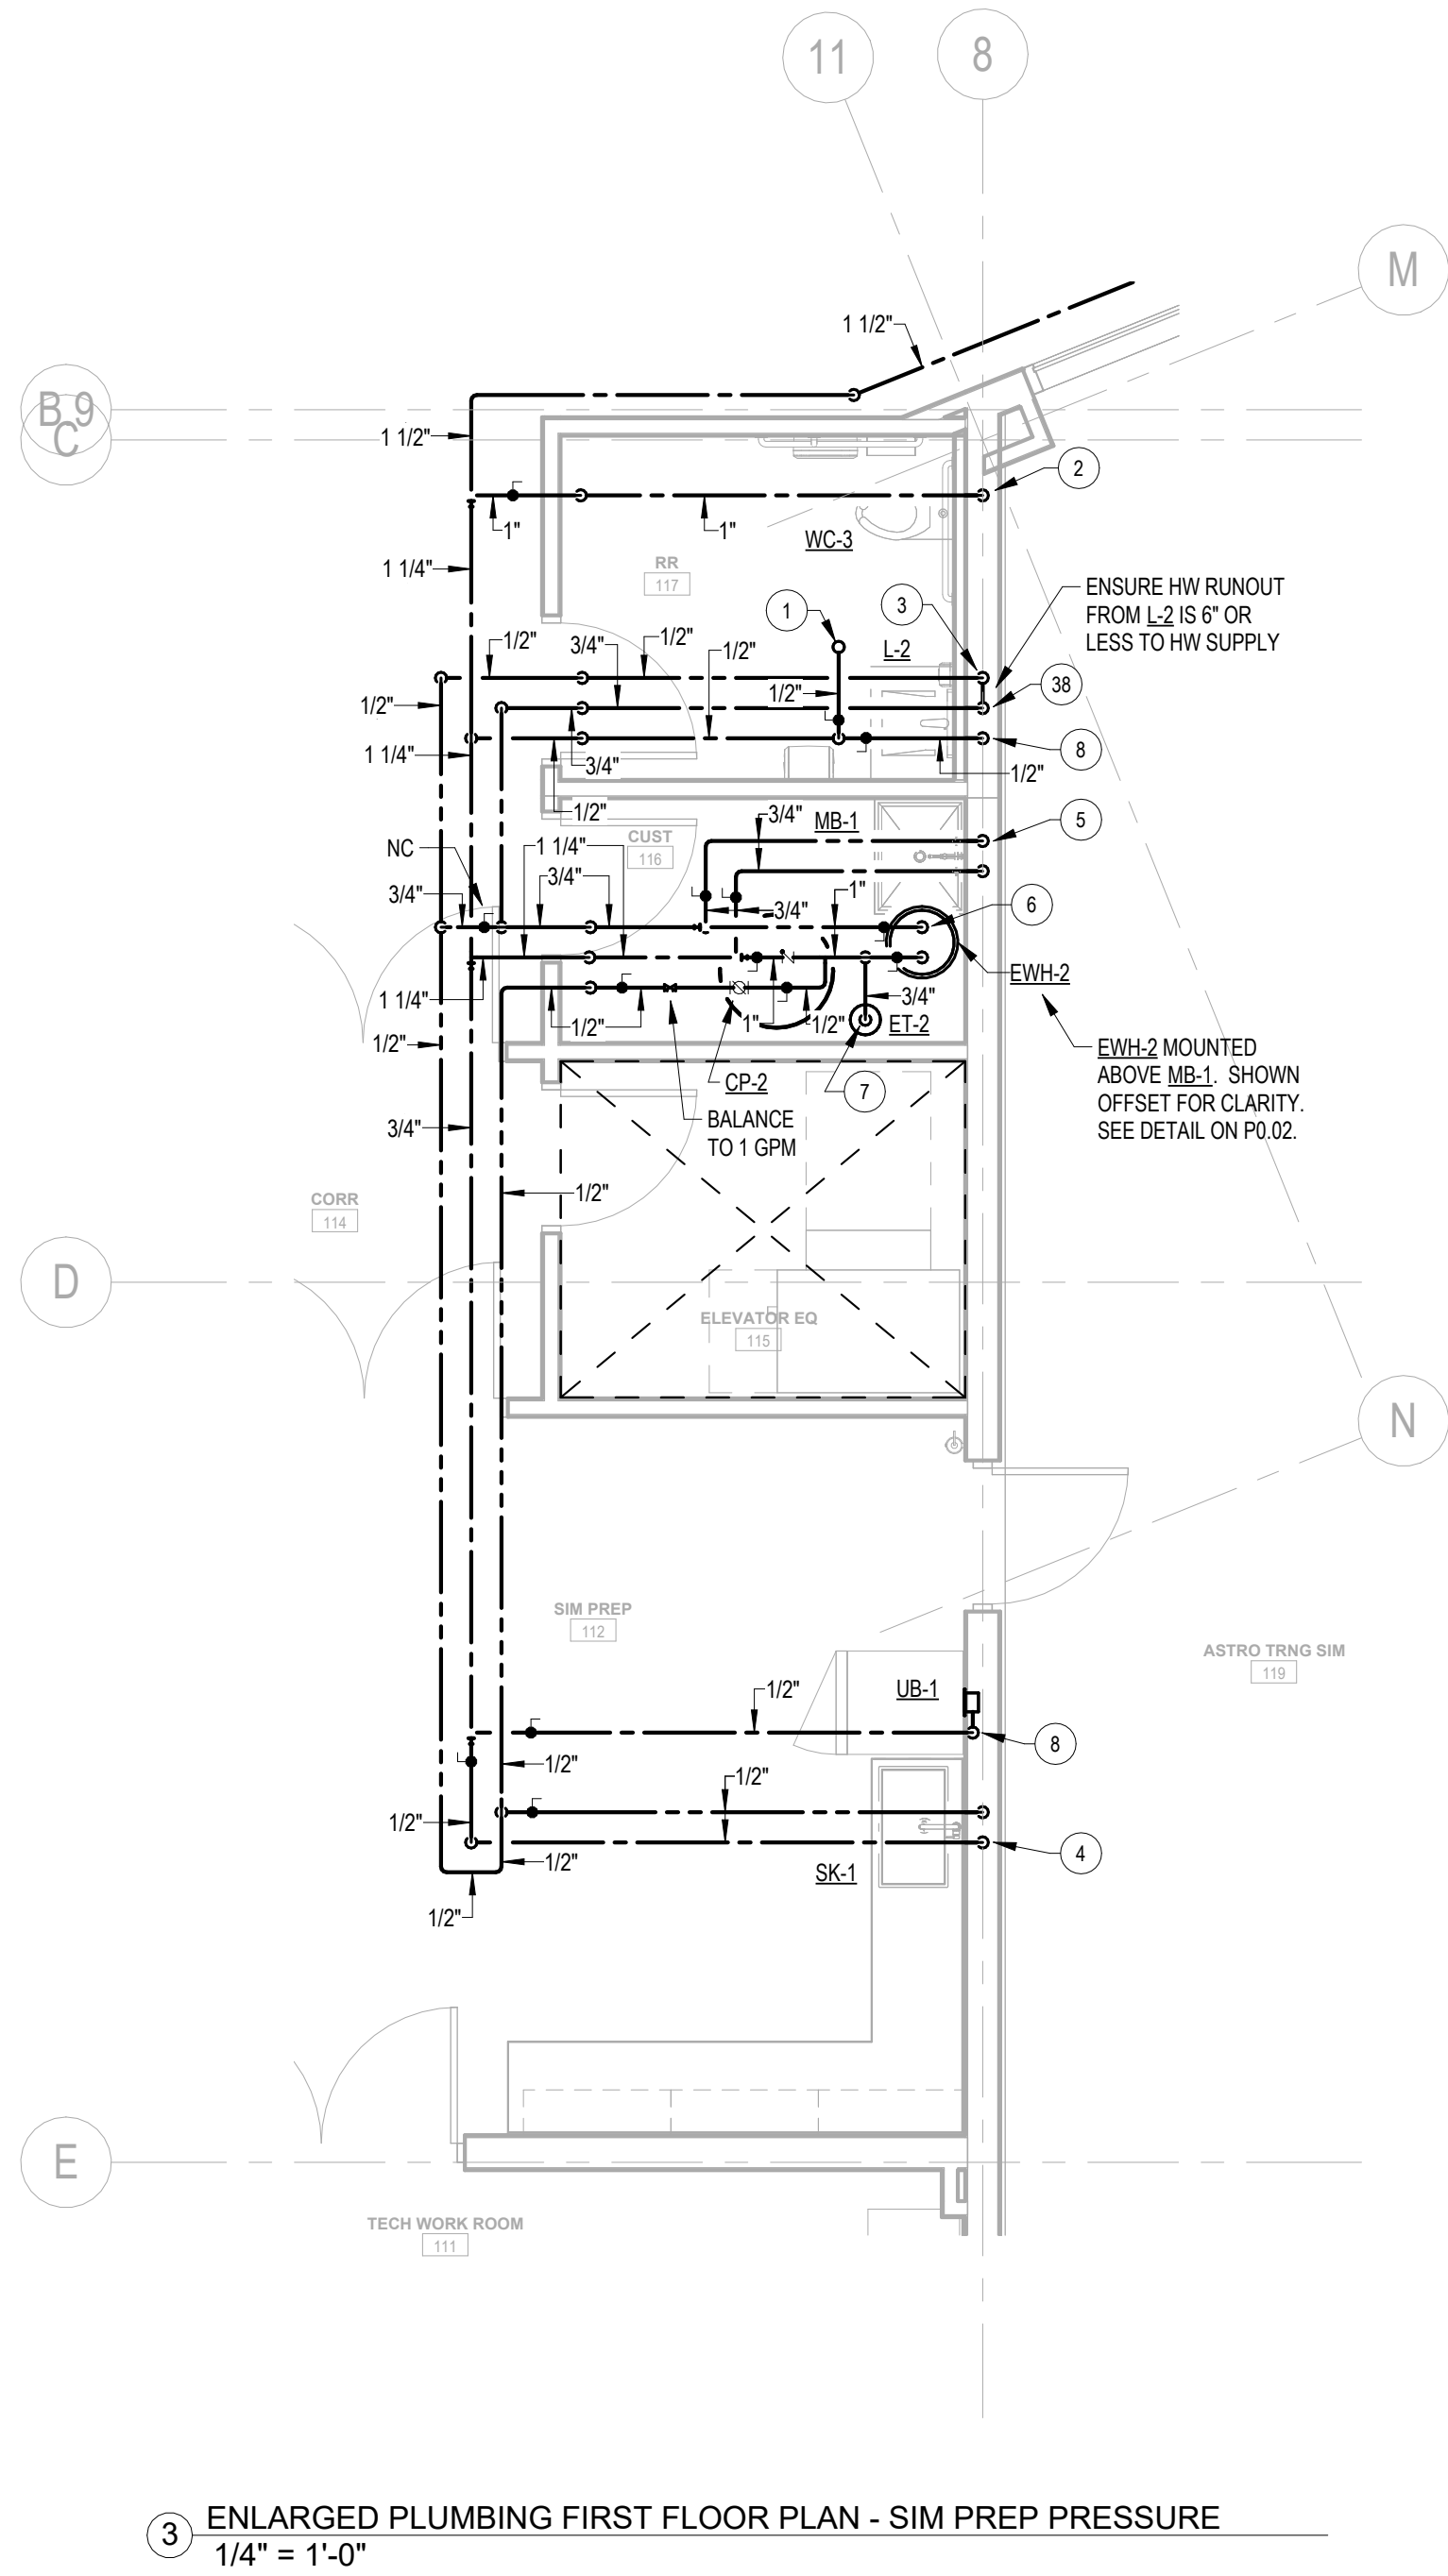 11
8
M
1 1/2"
B.9
C
1 1/2"
2
1"
1"
WC-3
1 1/4"
RR
117
ENSURE HW RUNOUT
FROM L-2 IS 6" OR
LESS TO HW SUPPLY
1
3
1/2"
3/4"
1/2"
1/2"
L-2
38
1/2"
1/2"
8
1 1/4"
3/4"
1/2"
1/2"
3/4"
MB-1
5
CUST
116
NC
1 1/4"
3/4"
3/4"
1"
3/4"
6
EWH-2
1 1/4"
3/4"
1/2"
1/2"
1"
1/2"
ET-2
EWH-2 MOUNTED
ABOVE MB-1. SHOWN
OFFSET FOR CLARITY.
SEE DETAIL ON P0.02.
CP-2
7
BALANCE
TO 1 GPM
3/4"
1/2"
CORR
114
D
ELEVATOR EQ
115
N
SIM PREP
112
ASTRO TRNG SIM
119
UB-1
1/2"
8
1/2"
1/2"
1/2"
4
1/2"
SK-1
1/2"
E
TECH WORK ROOM
111
3
ENLARGED PLUMBING FIRST FLOOR PLAN - SIM PREP PRESSURE
1/4" = 1'-0"